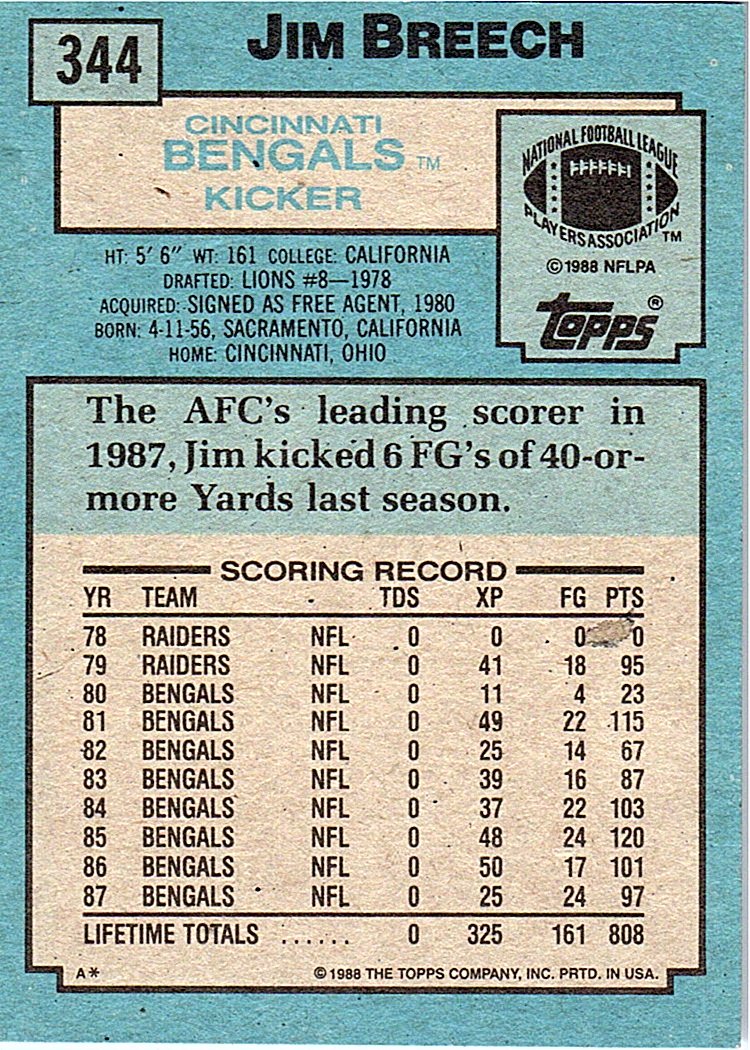 344
JIM BREECH
CINCINNATI
BENGALS TM
KICKER
NATIONAL FOOTBALL LEAGUE
PLAYERS ASSOCIATION TM
©1988 NFLPA
TOPPS ®
HT: 5' 6" WT: 161 COLLEGE: CALIFORNIA
DRAFTED: LIONS #8—1978
ACQUIRED: SIGNED AS FREE AGENT, 1980
BORN: 4-11-56, SACRAMENTO, CALIFORNIA
HOME: CINCINNATI, OHIO
The AFC's leading scorer in
1987, Jim kicked 6 FG's of 40-or-
more Yards last season.
SCORING RECORD
YR TEAM TDS XP FG PTS
78 RAIDERS NFL 0 0 0 0
79 RAIDERS NFL 0 41 18 95
80 BENGALS NFL 0 11 4 23
81 BENGALS NFL 0 49 22 115
82 BENGALS NFL 0 25 14 67
83 BENGALS NFL 0 39 16 87
84 BENGALS NFL 0 37 22 103
85 BENGALS NFL 0 48 24 120
86 BENGALS NFL 0 50 17 101
87 BENGALS NFL 0 25 24 97
LIFETIME TOTALS ...... 0 325 161 808
A* ©1988 THE TOPPS COMPANY, INC. PRTD. IN USA.